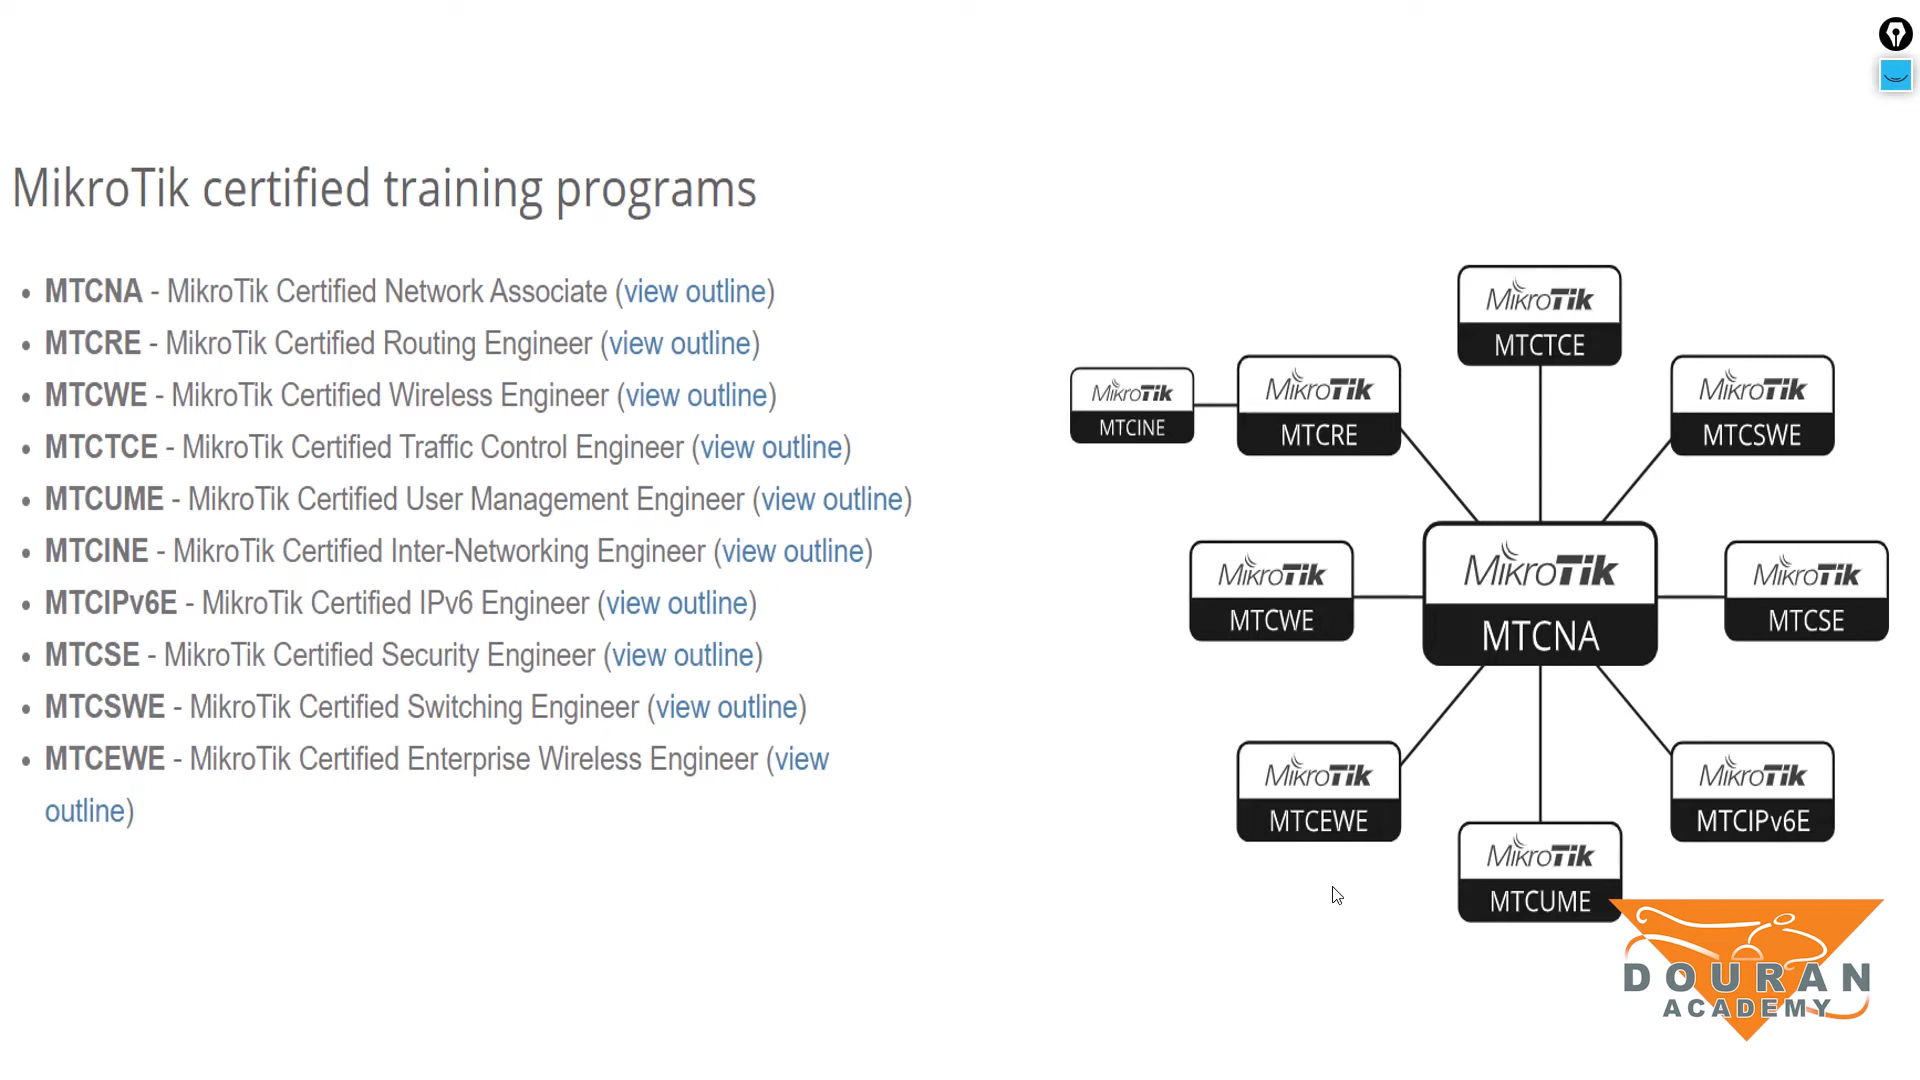 MikroTik certified training programs
MTCNA - MikroTik Certified Network Associate (view outline)
MTCRE - MikroTik Certified Routing Engineer (view outline)
MTCWE - MikroTik Certified Wireless Engineer (view outline)
MTCTCE - MikroTik Certified Traffic Control Engineer (view outline)
MTCUME - MikroTik Certified User Management Engineer (view outline)
MTCINE - MikroTik Certified Inter-Networking Engineer (view outline)
MTCIPv6E - MikroTik Certified IPv6 Engineer (view outline)
MTCSE - MikroTik Certified Security Engineer (view outline)
MTCSWE - MikroTik Certified Switching Engineer (view outline)
MTCEWE - MikroTik Certified Enterprise Wireless Engineer (view
outline)
MikroTik
MTCTCE
MikroTik
MTCINE
MikroTik
MTCRE
MikroTik
MTCSWE
MikroTik
MTCWE
MikroTik
MTCNA
MikroTik
MTCSE
MikroTik
MTCEWE
MikroTik
MTCUME
MikroTik
MTCIPv6E
DOURAN
ACADEMY